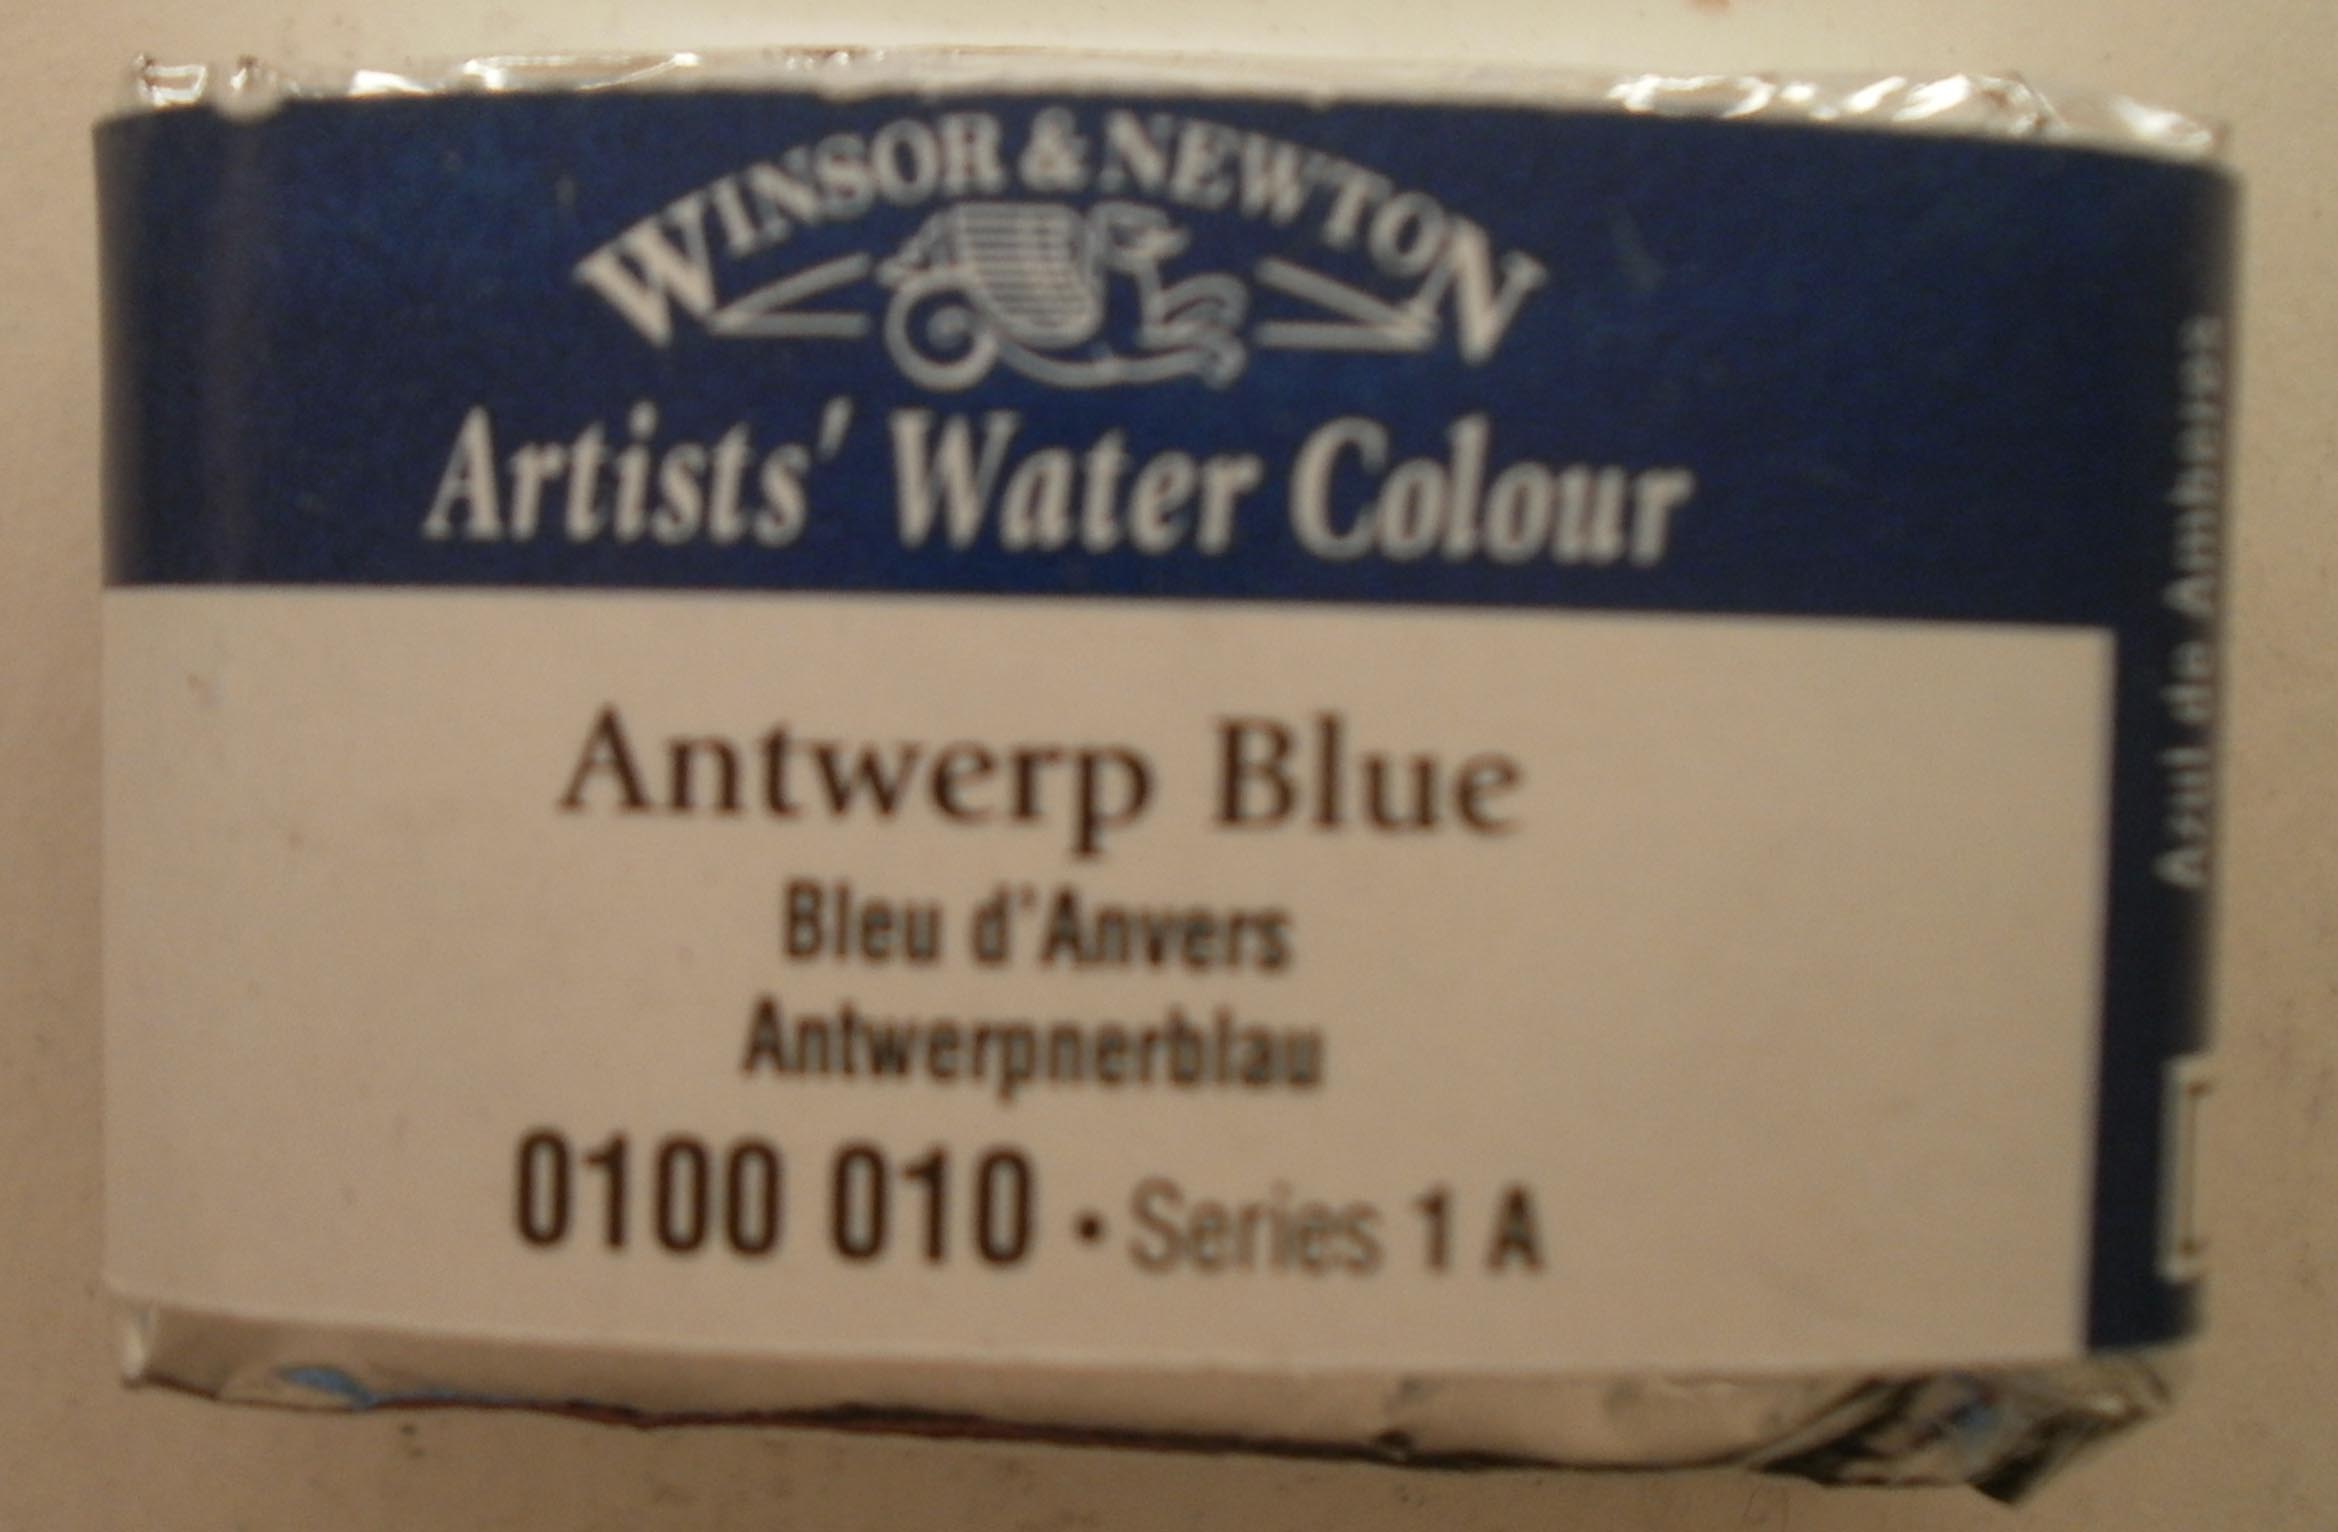 WINSOR & NEWTON
Artists' Water Colour
Antwerp Blue
Bleu d'Anvers
Antwerpnerblau
0100 010 • Series 1 A
Azul de Amberes